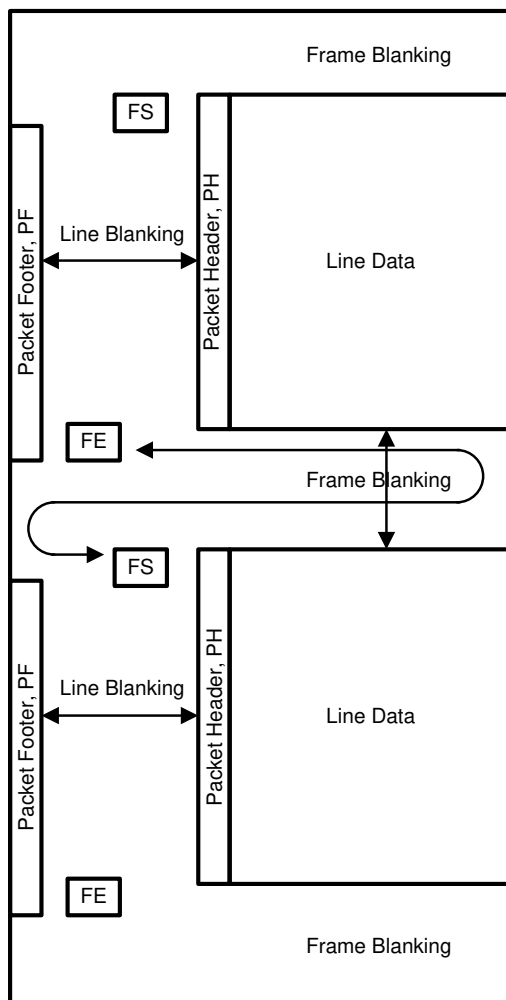 Frame Blanking
FS
Packet Footer, PF
Line Blanking
Packet Header, PH
Line Data
FE
Frame Blanking
FS
Packet Footer, PF
Line Blanking
Packet Header, PH
Line Data
FE
Frame Blanking